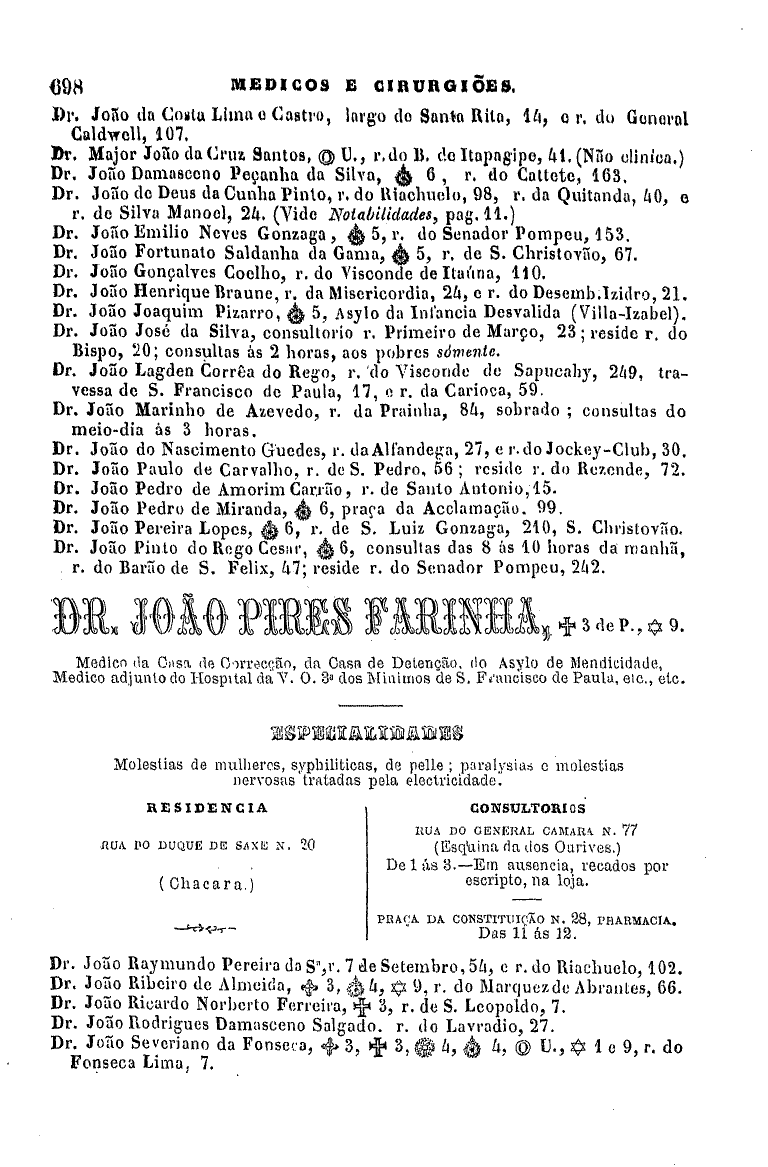 698 MEDICOS E CIRURGIÕES.
Dr. João da Costa Lima e Castro, largo de Santa Rita, 14, e r. do General
Caldwell, 107.
Dr. Major João da Cruz Santos, U., r. do B. de Itapagipe, 41. (Não clinica.)
Dr. João Damasceno Peçanha da Silva, 6, r. do Cattete, 163.
Dr. João de Deus da Cunha Pinto, r. do Riachuelo, 98, r. da Quitanda, 40, e
r. de Silva Manoel, 24. (Vide Notabilidades, pag. 11.)
Dr. João Emilio Neves Gonzaga, 5, r. do Senador Pompeu, 153.
Dr. João Fortunato Saldanha da Gama, 5, r. de S. Christovão, 67.
Dr. João Gonçalves Coelho, r. do Visconde de Itaúna, 110.
Dr. João Henrique Braune, r. da Misericordia, 24, e r. do Desemb. Izidro, 21.
Dr. João Joaquim Pizarro, 5, Asylo da Infancia Desvalida (Villa-Izabel).
Dr. João José da Silva, consultorio r. Primeiro de Março, 23; reside r. do
Bispo, 20; consultas ás 2 horas, aos pobres sómente.
Dr. João Lagden Corrêa do Rego, r. do Visconde de Sapucahy, 249, tra-
vessa de S. Francisco de Paula, 17, e r. da Carioca, 59.
Dr. João Marinho de Azevedo, r. da Prainha, 84, sobrado; consultas do
meio-dia ás 3 horas.
Dr. João do Nascimento Guedes, r. da Alfandega, 27, e r. do Jockey-Club, 30.
Dr. João Paulo de Carvalho, r. de S. Pedro, 56; reside r. do Rezende, 72.
Dr. João Pedro de Amorim Carrão, r. de Santo Antonio, 15.
Dr. João Pedro de Miranda, 6, praça da Acclamação. 99.
Dr. João Pereira Lopes, 6, r. de S. Luiz Gonzaga, 210, S. Christovão.
Dr. João Pinto do Rego Cesar, 6, consultas das 8 ás 10 horas da manhã,
r. do Barão de S. Felix, 47; reside r. do Senador Pompeu, 242.
DR. JOÃO PIRES FARINHA, ✠ 3 de P., ✡ 9.
Medico da Casa de Correcção, da Casa de Detenção, do Asylo de Mendicidade,
Medico adjunto do Hospital da V. O. 3ª dos Minimos de S. Francisco de Paula, etc., etc.
ESPECIALIDADES
Molestias de mulheres, syphiliticas, de pelle; paralysias e molestias
nervosas tratadas pela electricidade.
RESIDENCIA
RUA DO DUQUE DE SAXE N. 20
(Chacara.)
CONSULTORIOS
RUA DO GENERAL CAMARA N. 77
(Esquina da dos Ourives.)
De 1 ás 3.—Em ausencia, recados por
escripto, na loja.
PRAÇA DA CONSTITUIÇÃO N. 28, PHARMACIA.
Das 11 ás 12.
Dr. João Raymundo Pereira da Sª, r. 7 de Setembro, 54, e r. do Riachuelo, 102.
Dr. João Ribeiro de Almeida, 3, 4, ✡ 9, r. do Marquez de Abrantes, 66.
Dr. João Ricardo Norberto Ferreira, ✠ 3, r. de S. Leopoldo, 7.
Dr. João Rodrigues Damasceno Salgado. r. do Lavradio, 27.
Dr. João Severiano da Fonseca, 3, ✠ 3, 4, 4, U., ✡ 1 e 9, r. do
Fonseca Lima, 7.